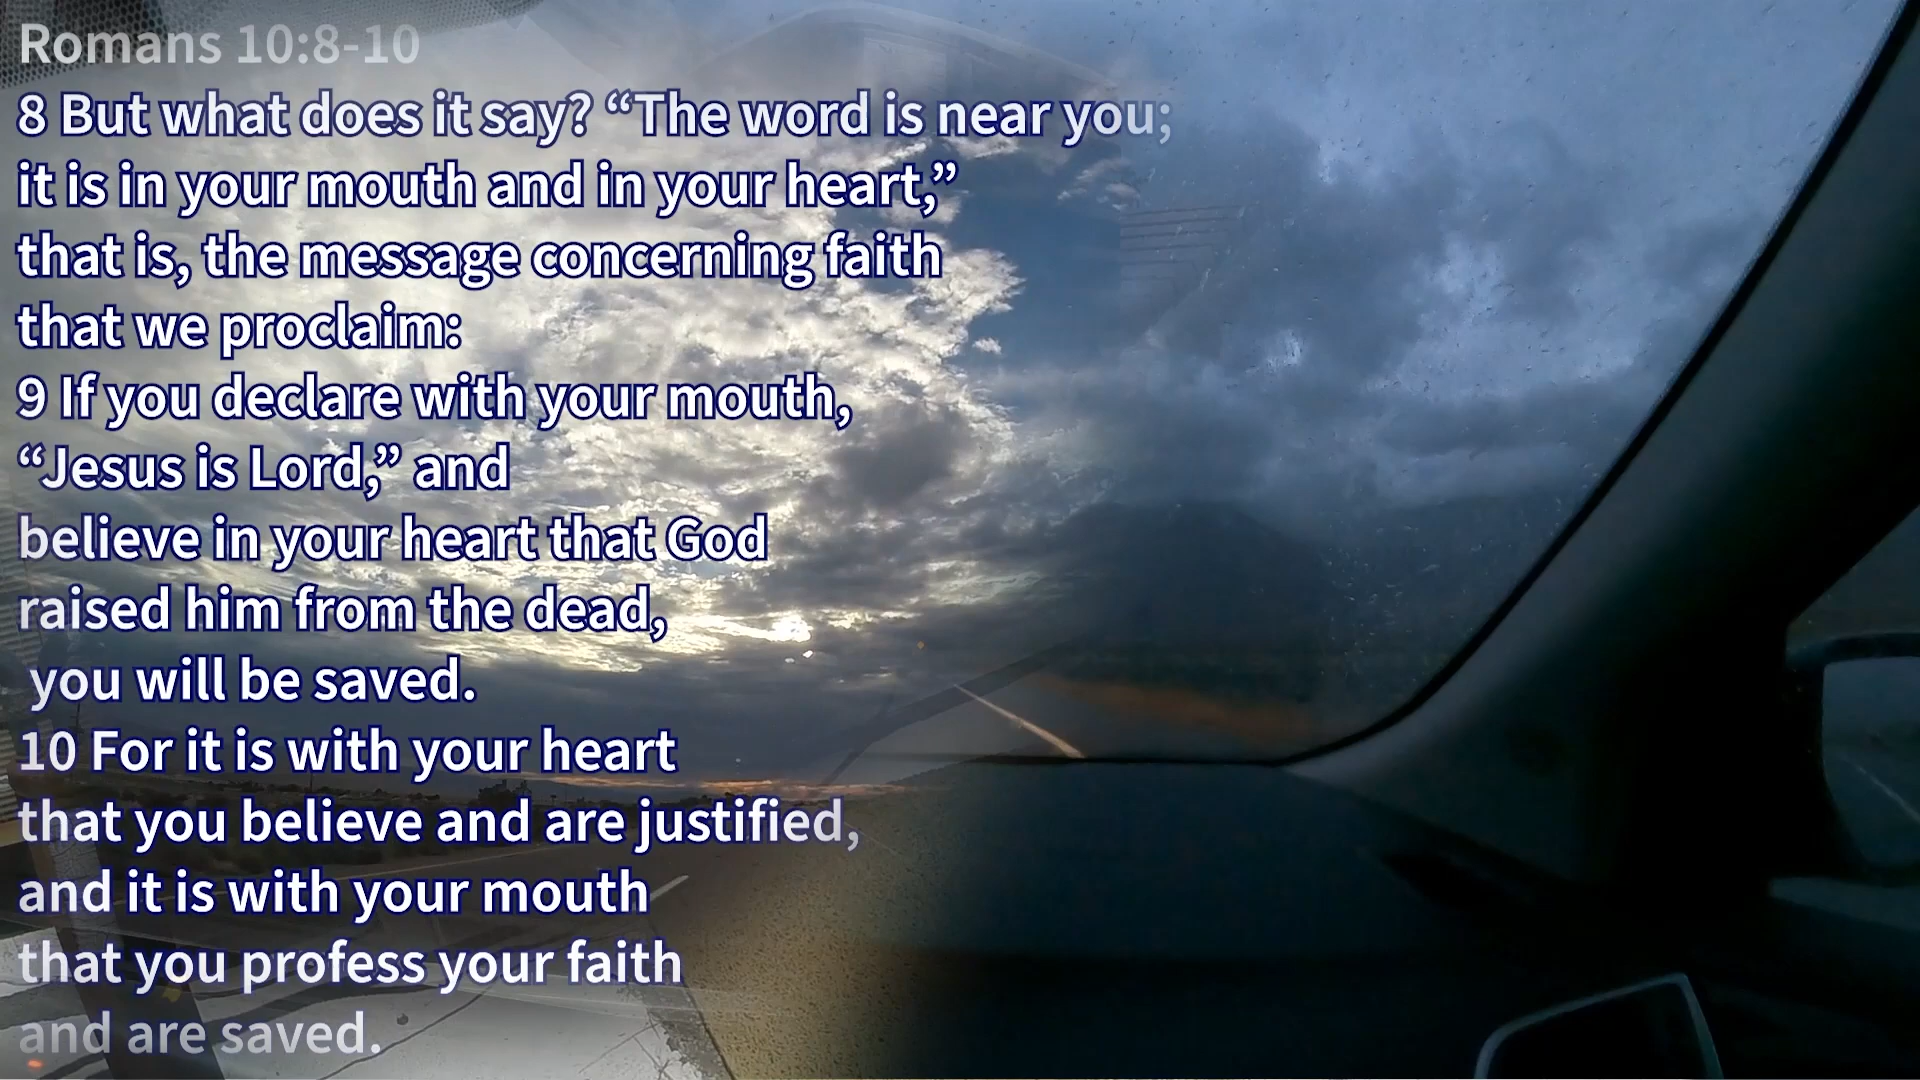 Romans 10:8-10
8 But what does it say? “The word is near you;
it is in your mouth and in your heart,”
that is, the message concerning faith
that we proclaim:
9 If you declare with your mouth,
“Jesus is Lord,” and
believe in your heart that God
raised him from the dead,
you will be saved.
10 For it is with your heart
that you believe and are justified,
and it is with your mouth
that you profess your faith
and are saved.